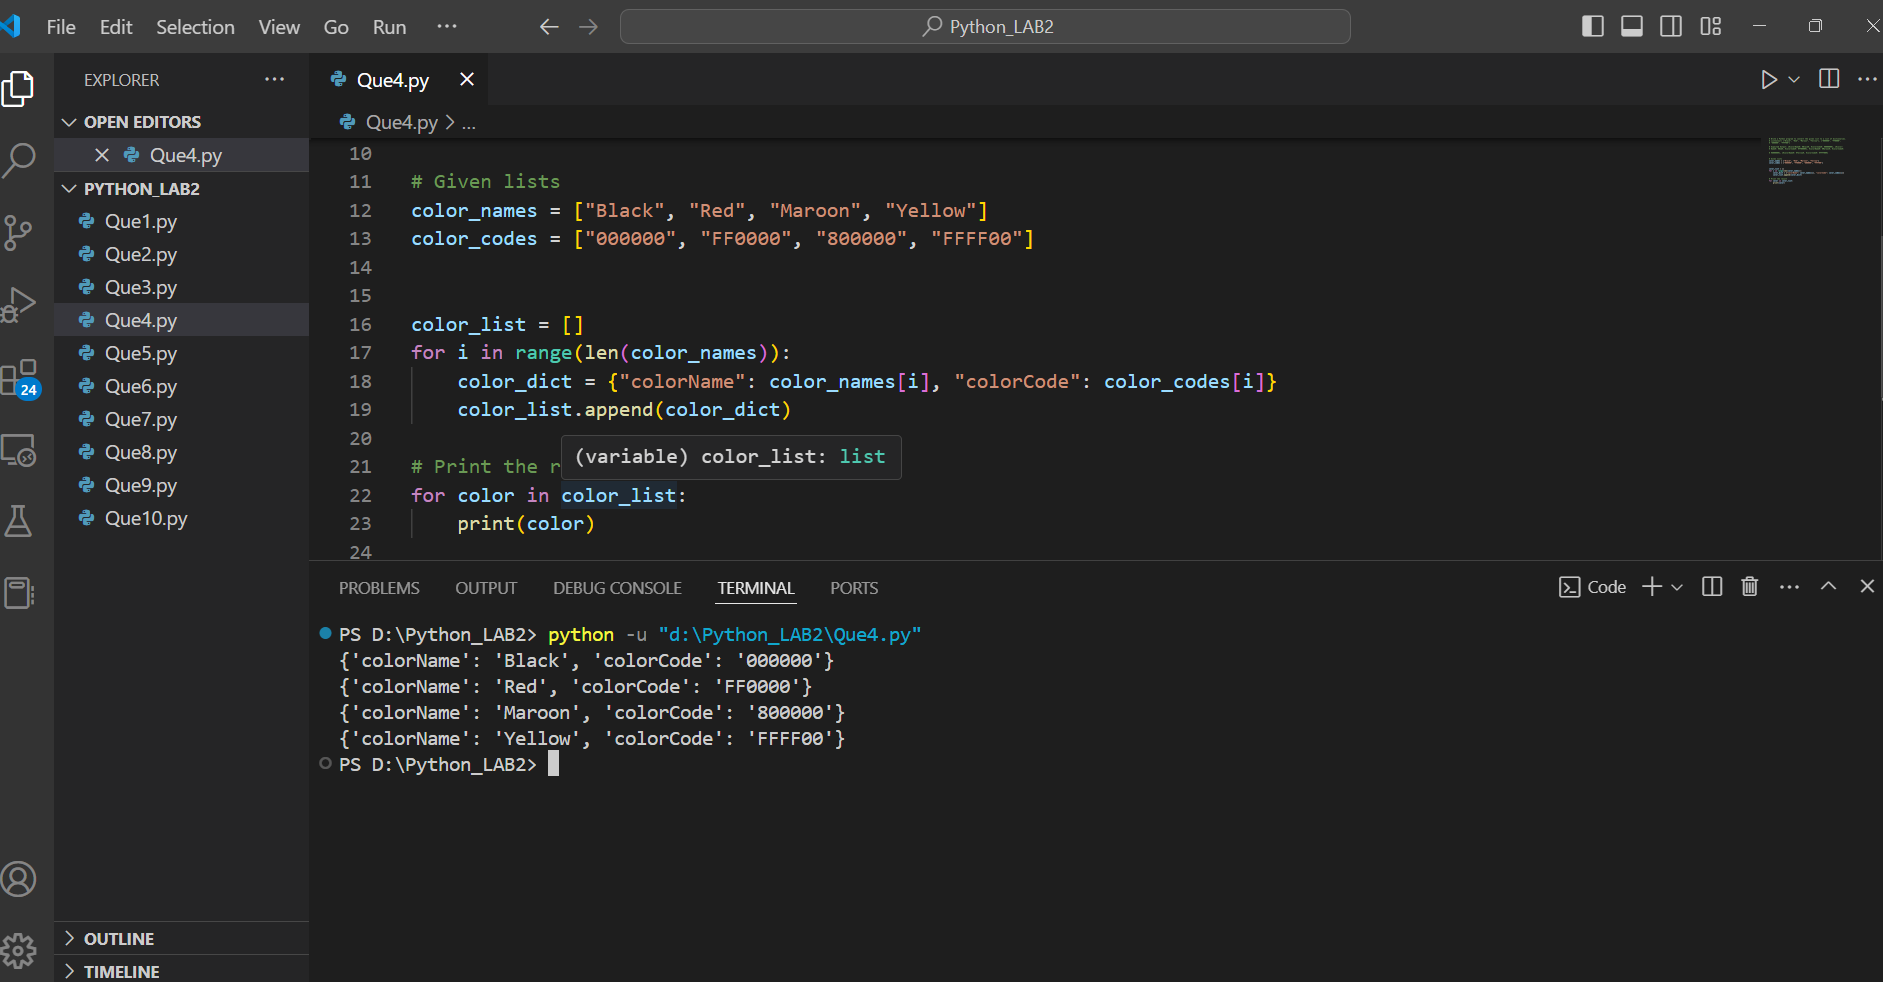 File Edit Selection View Go Run ···
Python_LAB2
EXPLORER
OPEN EDITORS
Que4.py
PYTHON_LAB2
Que1.py
Que2.py
Que3.py
Que4.py
Que5.py
Que6.py
Que7.py
Que8.py
Que9.py
Que10.py
OUTLINE
TIMELINE
24
Que4.py
Que4.py > ...
10
11 # Given lists
12 color_names = ["Black", "Red", "Maroon", "Yellow"]
13 color_codes = ["000000", "FF0000", "800000", "FFFF00"]
14
15
16 color_list = []
17 for i in range(len(color_names)):
18     color_dict = {"colorName": color_names[i], "colorCode": color_codes[i]}
19     color_list.append(color_dict)
20
(variable) color_list: list
21 # Print the r
22 for color in color_list:
23     print(color)
24
PROBLEMS OUTPUT DEBUG CONSOLE TERMINAL PORTS
Code
PS D:\Python_LAB2> python -u "d:\Python_LAB2\Que4.py"
{'colorName': 'Black', 'colorCode': '000000'}
{'colorName': 'Red', 'colorCode': 'FF0000'}
{'colorName': 'Maroon', 'colorCode': '800000'}
{'colorName': 'Yellow', 'colorCode': 'FFFF00'}
PS D:\Python_LAB2>